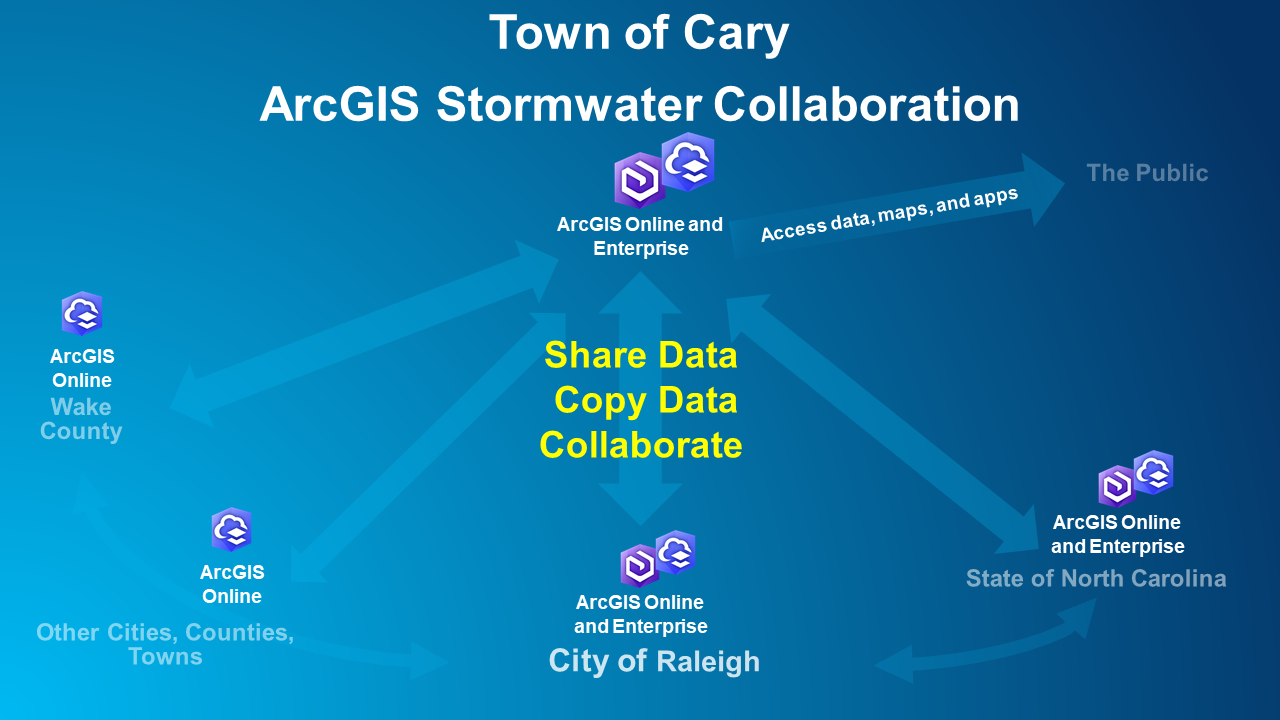 Town of Cary
ArcGIS Stormwater Collaboration
ArcGIS Online and
Enterprise
Access data, maps, and apps
The Public
ArcGIS
Online
Wake
County
Share Data
Copy Data
Collaborate
ArcGIS
Online
Other Cities, Counties,
Towns
ArcGIS Online
and Enterprise
City of Raleigh
ArcGIS Online
and Enterprise
State of North Carolina